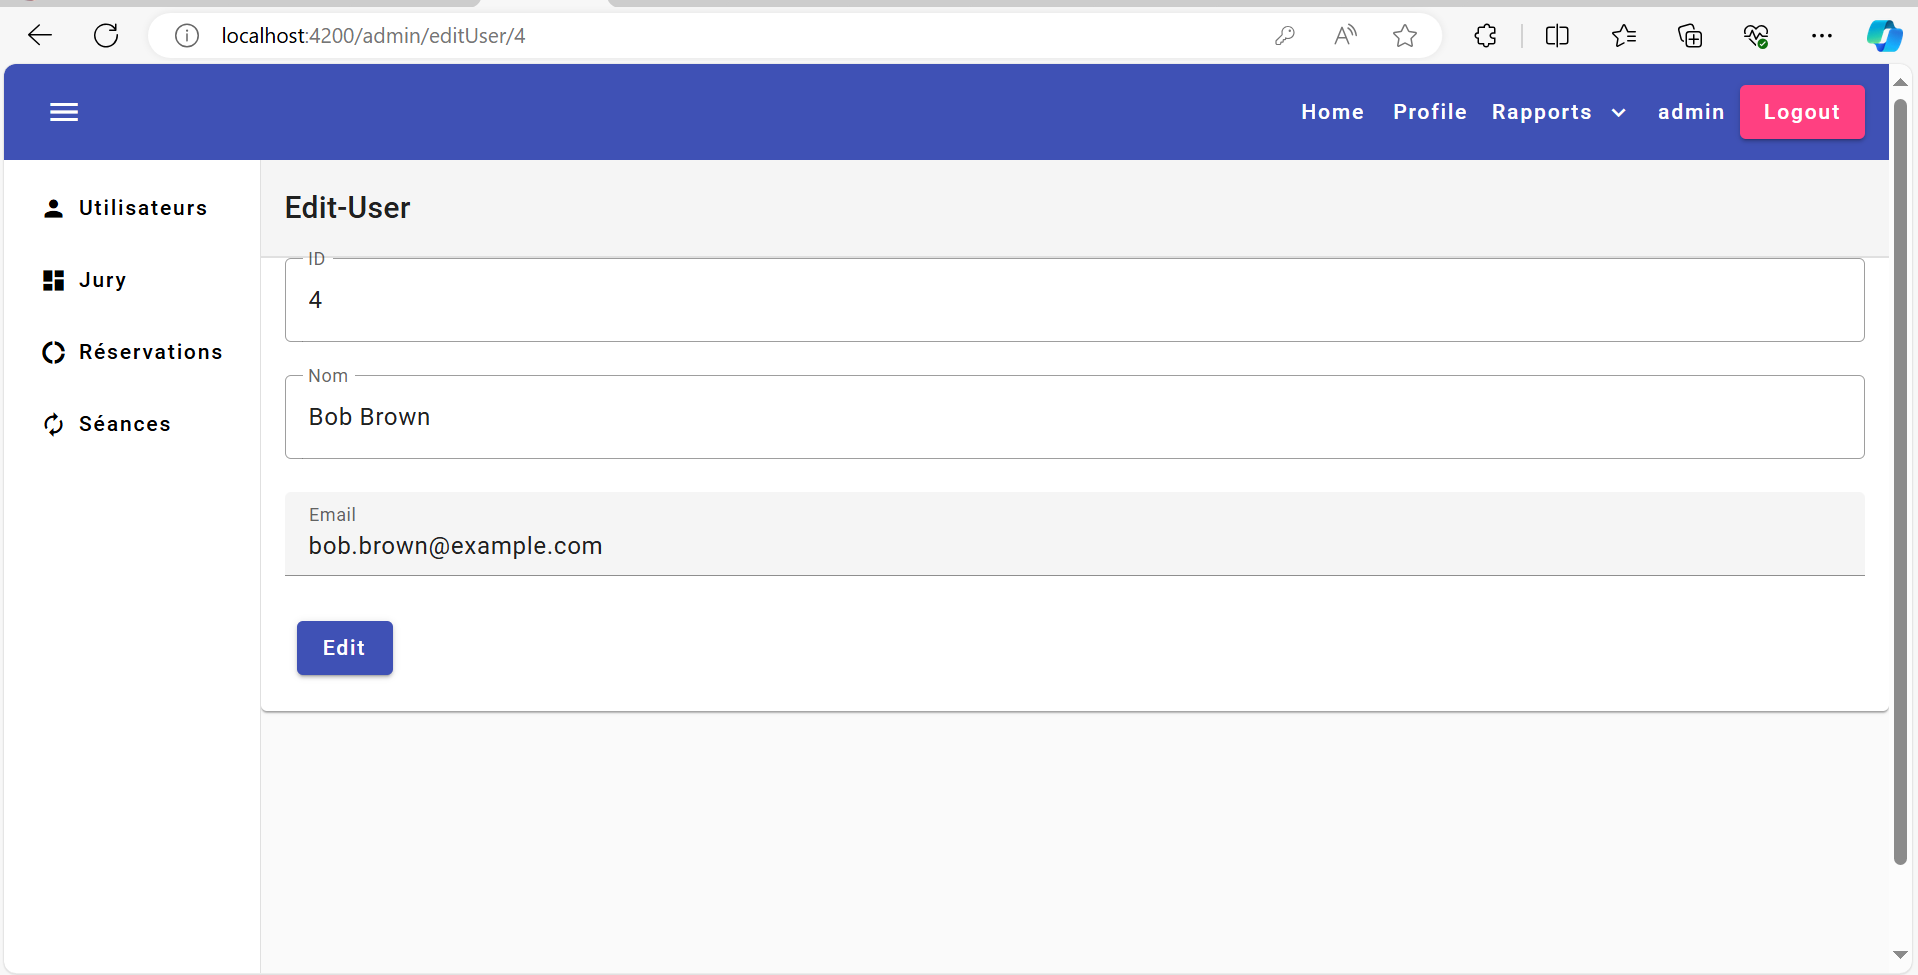 localhost:4200/admin/editUser/4
Home Profile Rapports admin Logout
Utilisateurs
Jury
Réservations
Séances
Edit-User
ID
4
Nom
Bob Brown
Email
bob.brown@example.com
Edit